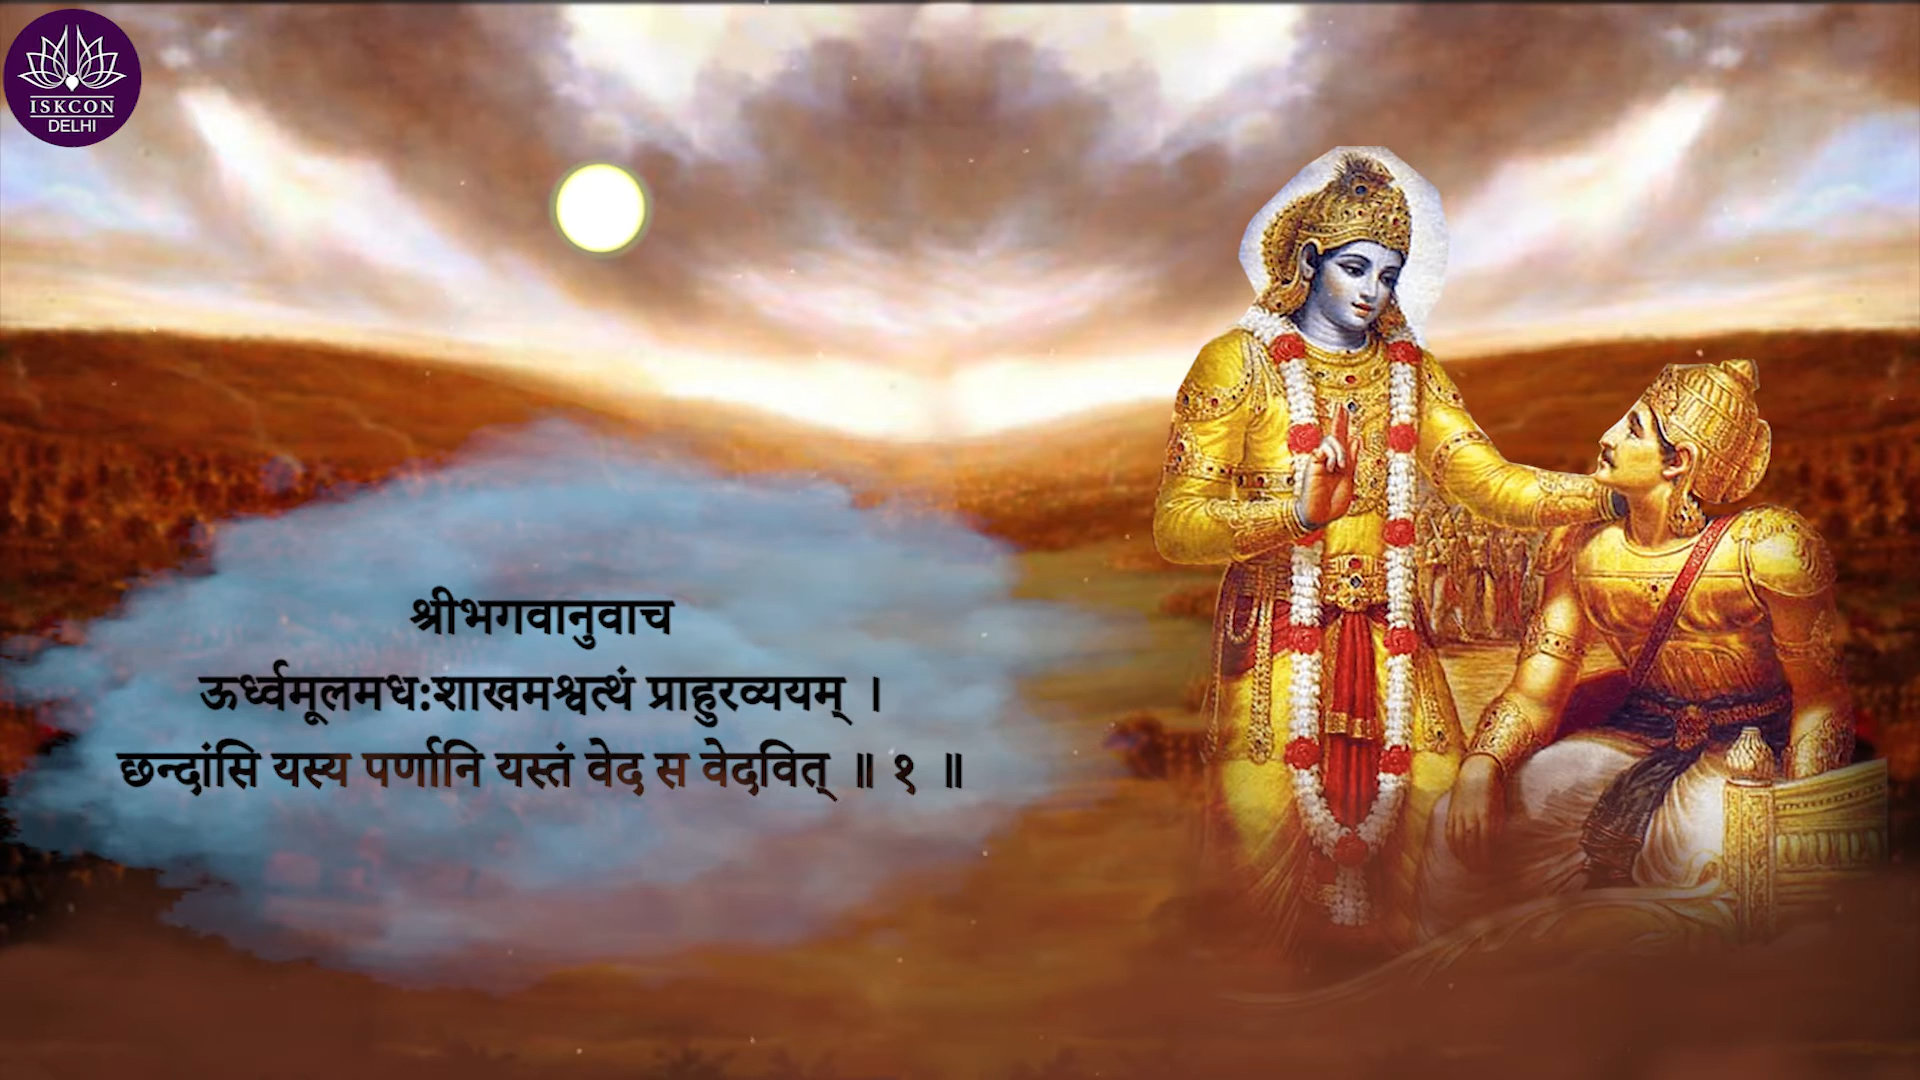 ISKCON
DELHI
श्रीभगवानुवाच
ऊर्ध्वमूलमध:शाखमश्वत्थं प्राहुरव्ययम् ।
छन्दांसि यस्य पर्णानि यस्तं वेद स वेदवित् ॥ १ ॥